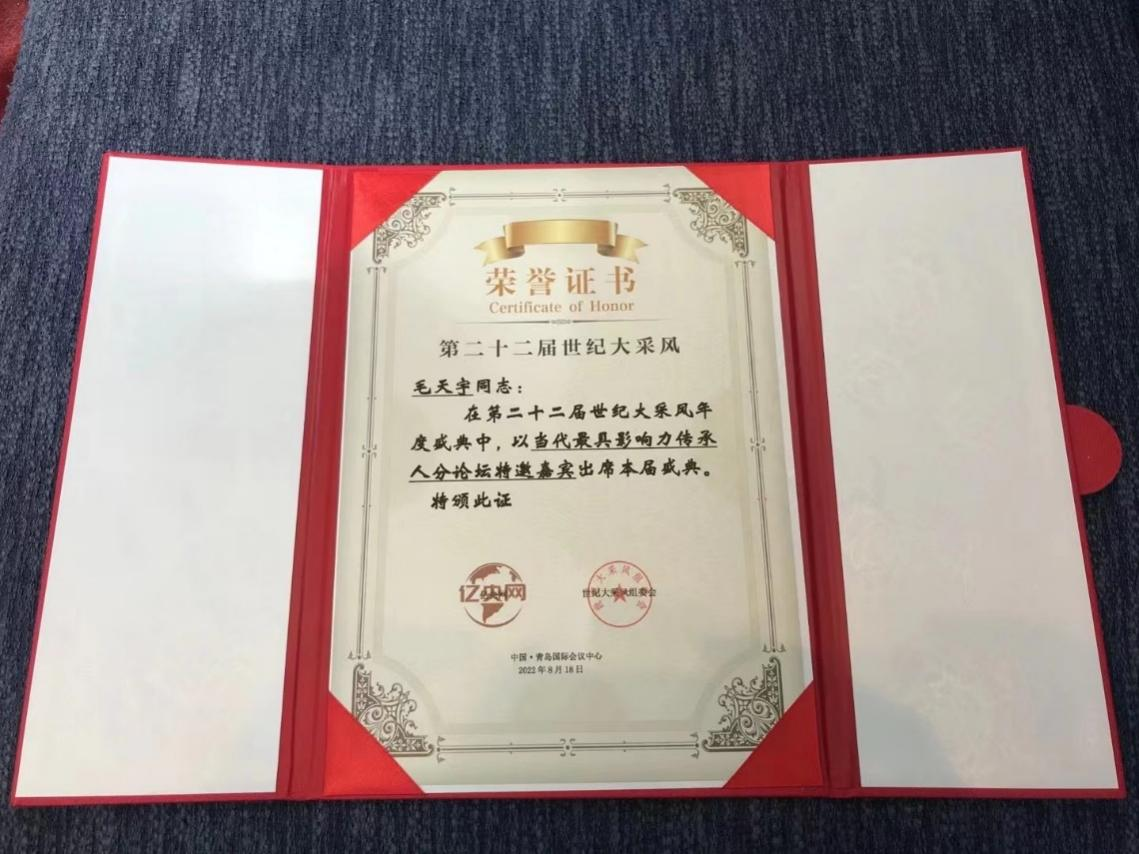 荣誉证书
Certificate of Honor
第二十二届世纪大采风
毛天宇同志：
在第二十二届世纪大采风年
度盛典中，以当代最具影响力传承
人分论坛特邀嘉宾出席本届盛典。
特颁此证
亿央网
世纪大采风组委会
中国·青岛国际会议中心
2022年8月18日